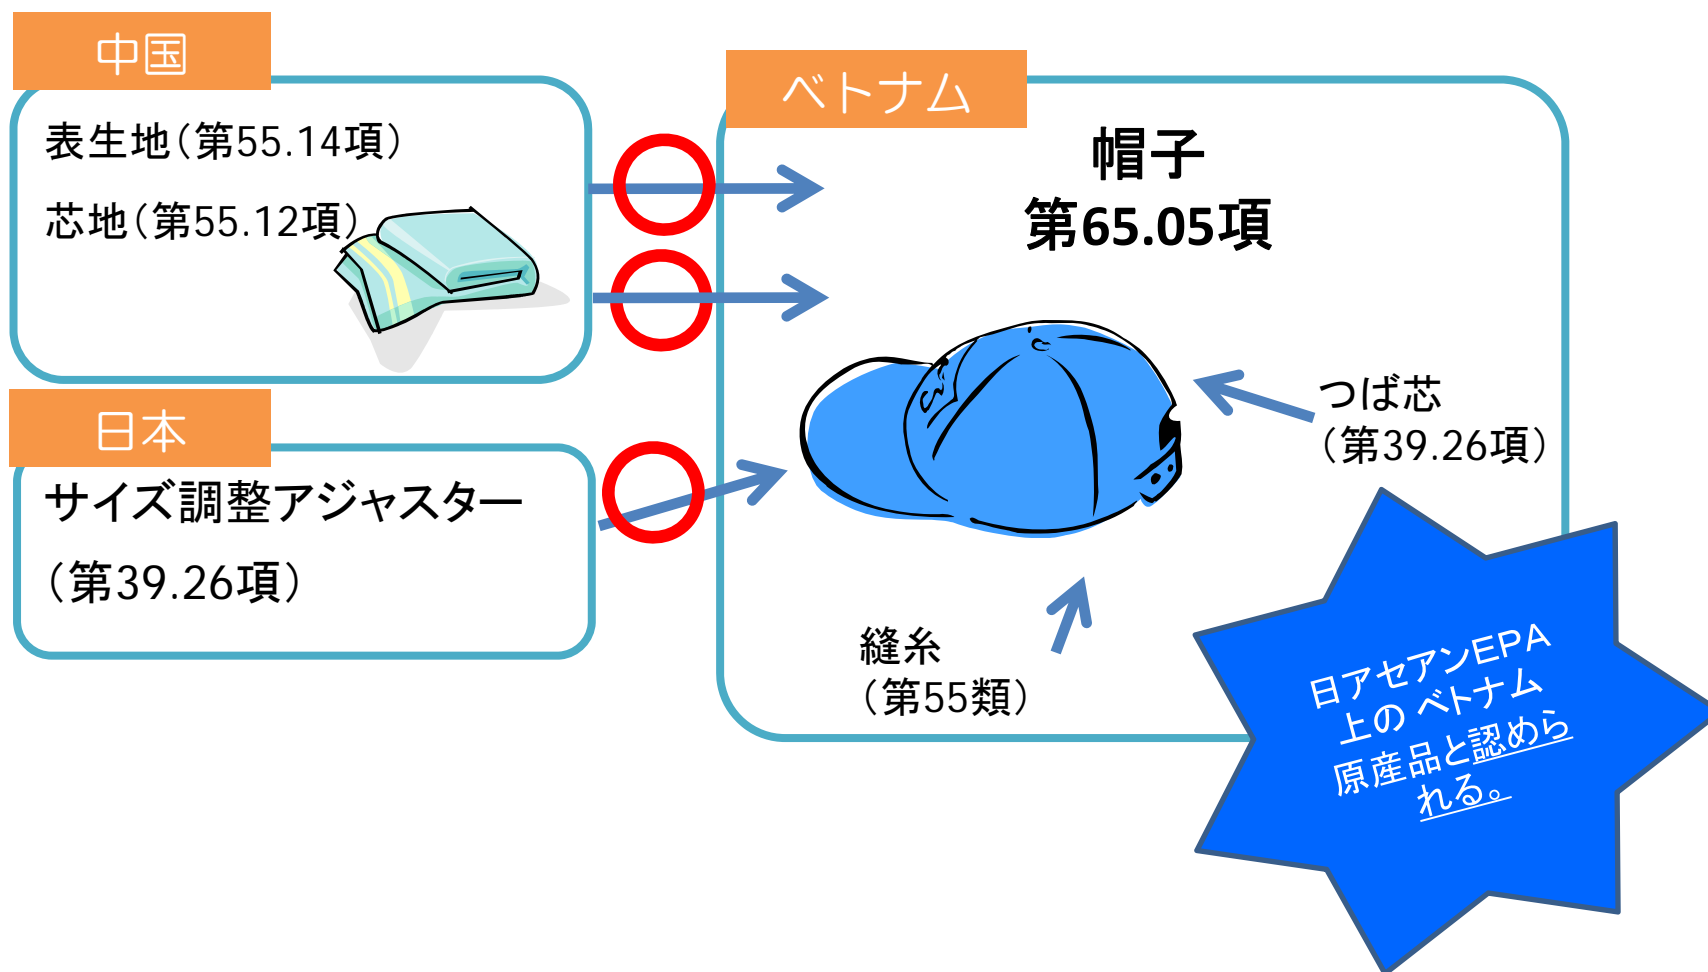 中国
表生地(第55.14項)
芯地(第55.12項)
日本
サイズ調整アジャスター
(第39.26項)
ベトナム
帽子
第65.05項
つば芯
(第39.26項)
縫糸
(第55類)
日アセアンEPA
上の ベトナム
原産品と認めら
れる。